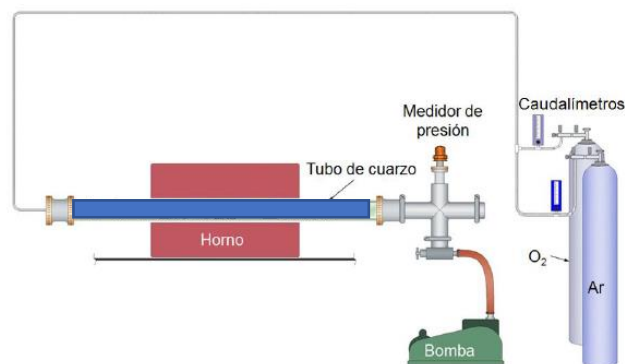 Medidor de
presión
Caudalímetros
Tubo de cuarzo
Horno
O₂
Ar
Bomba